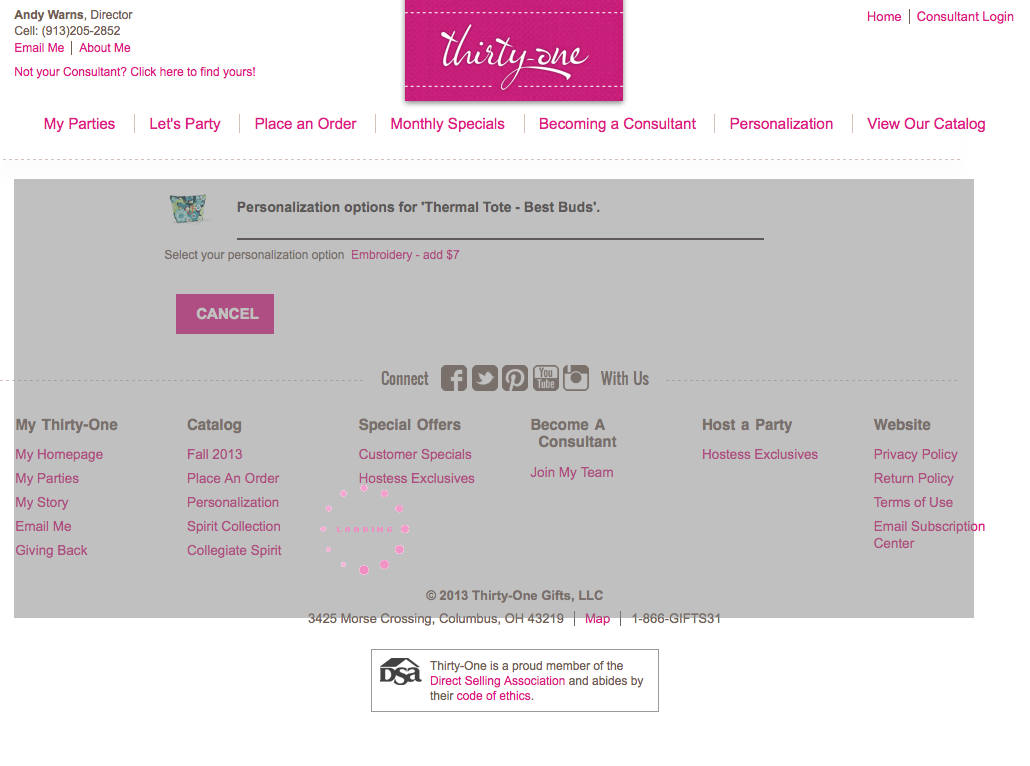 Andy Warns, Director
Cell: (913)205-2852
Email Me | About Me
Not your Consultant? Click here to find yours!
thirty-one
Home | Consultant Login
My Parties | Let's Party | Place an Order | Monthly Specials | Becoming a Consultant | Personalization | View Our Catalog
Personalization options for 'Thermal Tote - Best Buds'.
Select your personalization option Embroidery - add $7
CANCEL
Connect You Tube With Us
My Thirty-One
My Homepage
My Parties
My Story
Email Me
Giving Back
Catalog
Fall 2013
Place An Order
Personalization
Spirit Collection
Collegiate Spirit
Special Offers
Customer Specials
Hostess Exclusives
Become A
Consultant
Join My Team
Host a Party
Hostess Exclusives
Website
Privacy Policy
Return Policy
Terms of Use
Email Subscription
Center
LOADING
© 2013 Thirty-One Gifts, LLC
3425 Morse Crossing, Columbus, OH 43219 | Map | 1-866-GIFTS31
DSA
Thirty-One is a proud member of the
Direct Selling Association and abides by
their code of ethics.